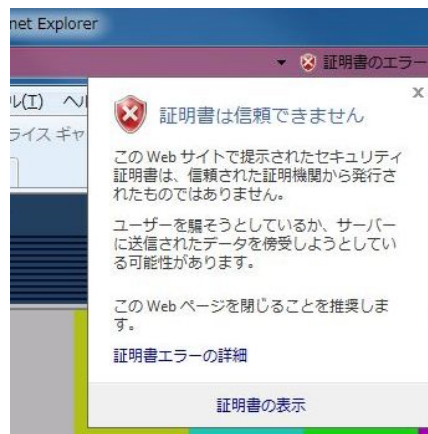 net Explorer
証明書のエラー
ル(T) ヘル
ライス ギャ
x
証明書は信頼できません
この Web サイトで提示されたセキュリティ
証明書は、信頼された証明機関から発行さ
れたものではありません。
ユーザーを騙そうとしているか、サーバー
に送信されたデータを傍受しようとしてい
る可能性があります。
この Web ページを閉じることを推奨しま
す。
証明書エラーの詳細
証明書の表示